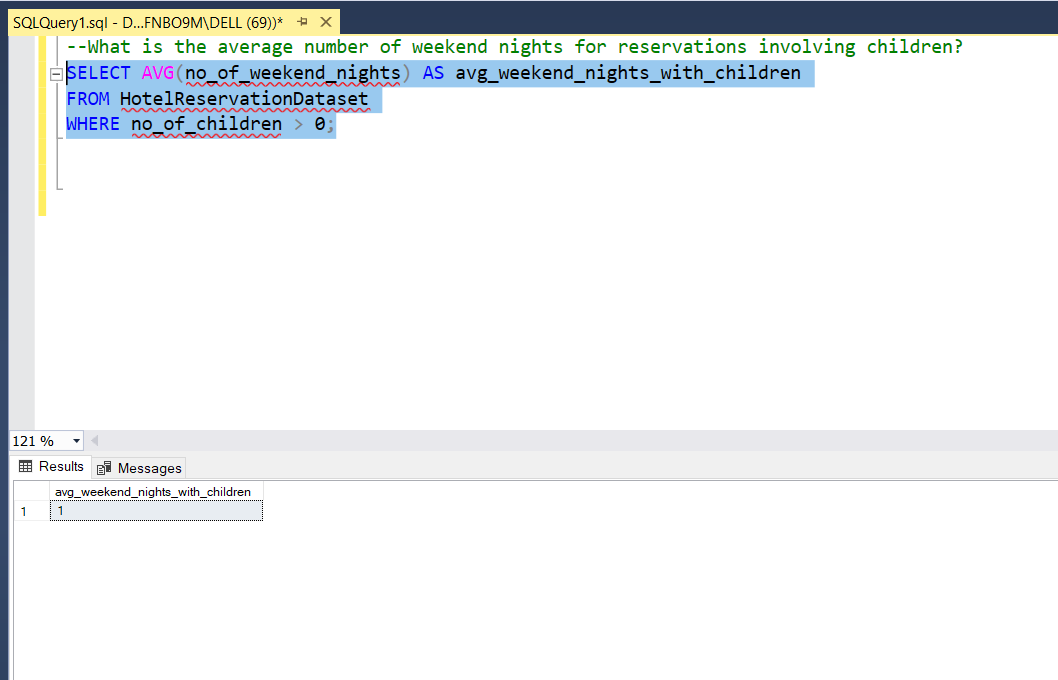 SQLQuery1.sql - D...FNBO9M\DELL (69))*
--What is the average number of weekend nights for reservations involving children?
SELECT AVG(no_of_weekend_nights) AS avg_weekend_nights_with_children
FROM HotelReservationDataset
WHERE no_of_children > 0;
121 %
Results Messages
avg_weekend_nights_with_children
1 1